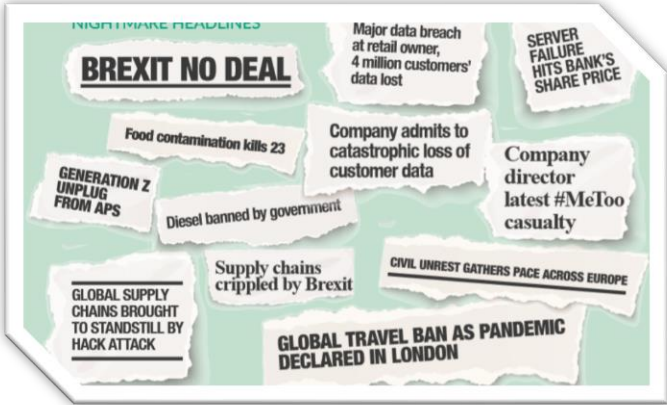 NIGHTMARE HEADLINES
BREXIT NO DEAL
Major data breach
at retail owner,
4 million customers'
data lost
SERVER
FAILURE
HITS BANK'S
SHARE PRICE
Food contamination kills 23
Company admits to
catastrophic loss of
customer data
Company
director
latest #MeToo
casualty
GENERATION Z
UNPLUG
FROM APS
Diesel banned by government
Supply chains
crippled by Brexit
CIVIL UNREST GATHERS PACE ACROSS EUROPE
GLOBAL SUPPLY
CHAINS BROUGHT
TO STANDSTILL BY
HACK ATTACK
GLOBAL TRAVEL BAN AS PANDEMIC
DECLARED IN LONDON